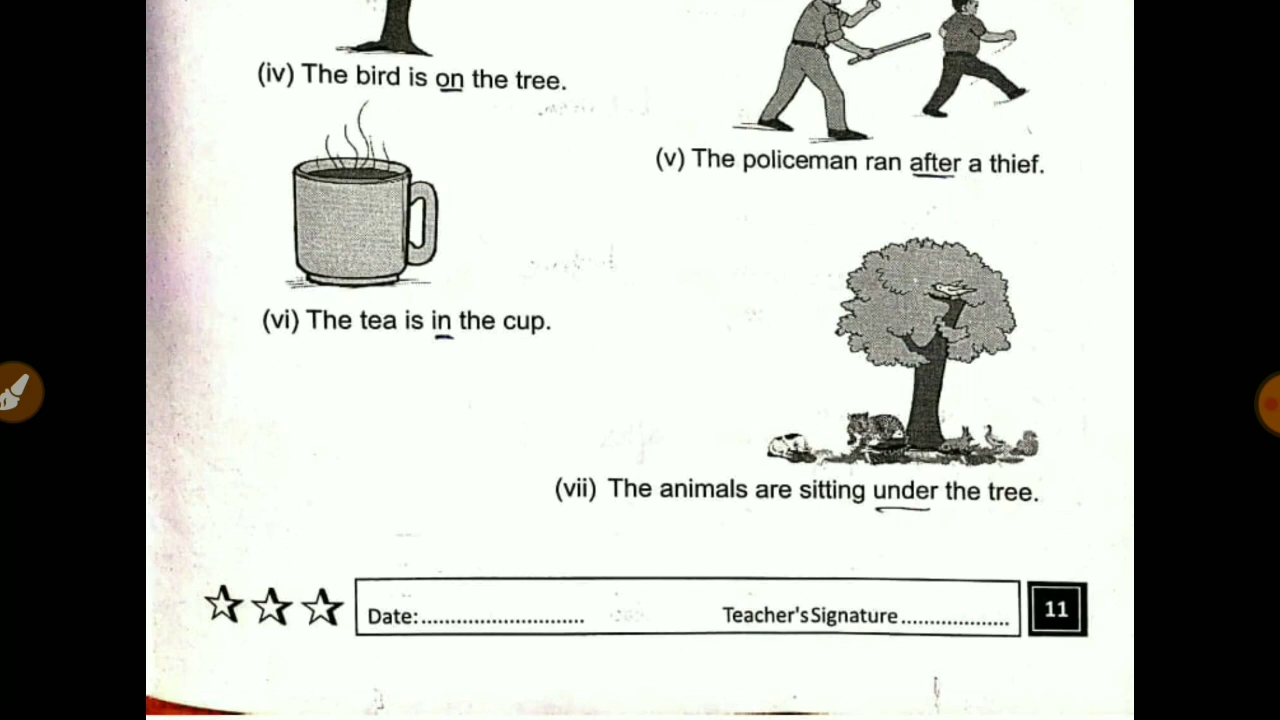 (iv) The bird is on the tree.
(v) The policeman ran after a thief.
(vi) The tea is in the cup.
(vii) The animals are sitting under the tree.
Date:........................... Teacher's Signature...................
11